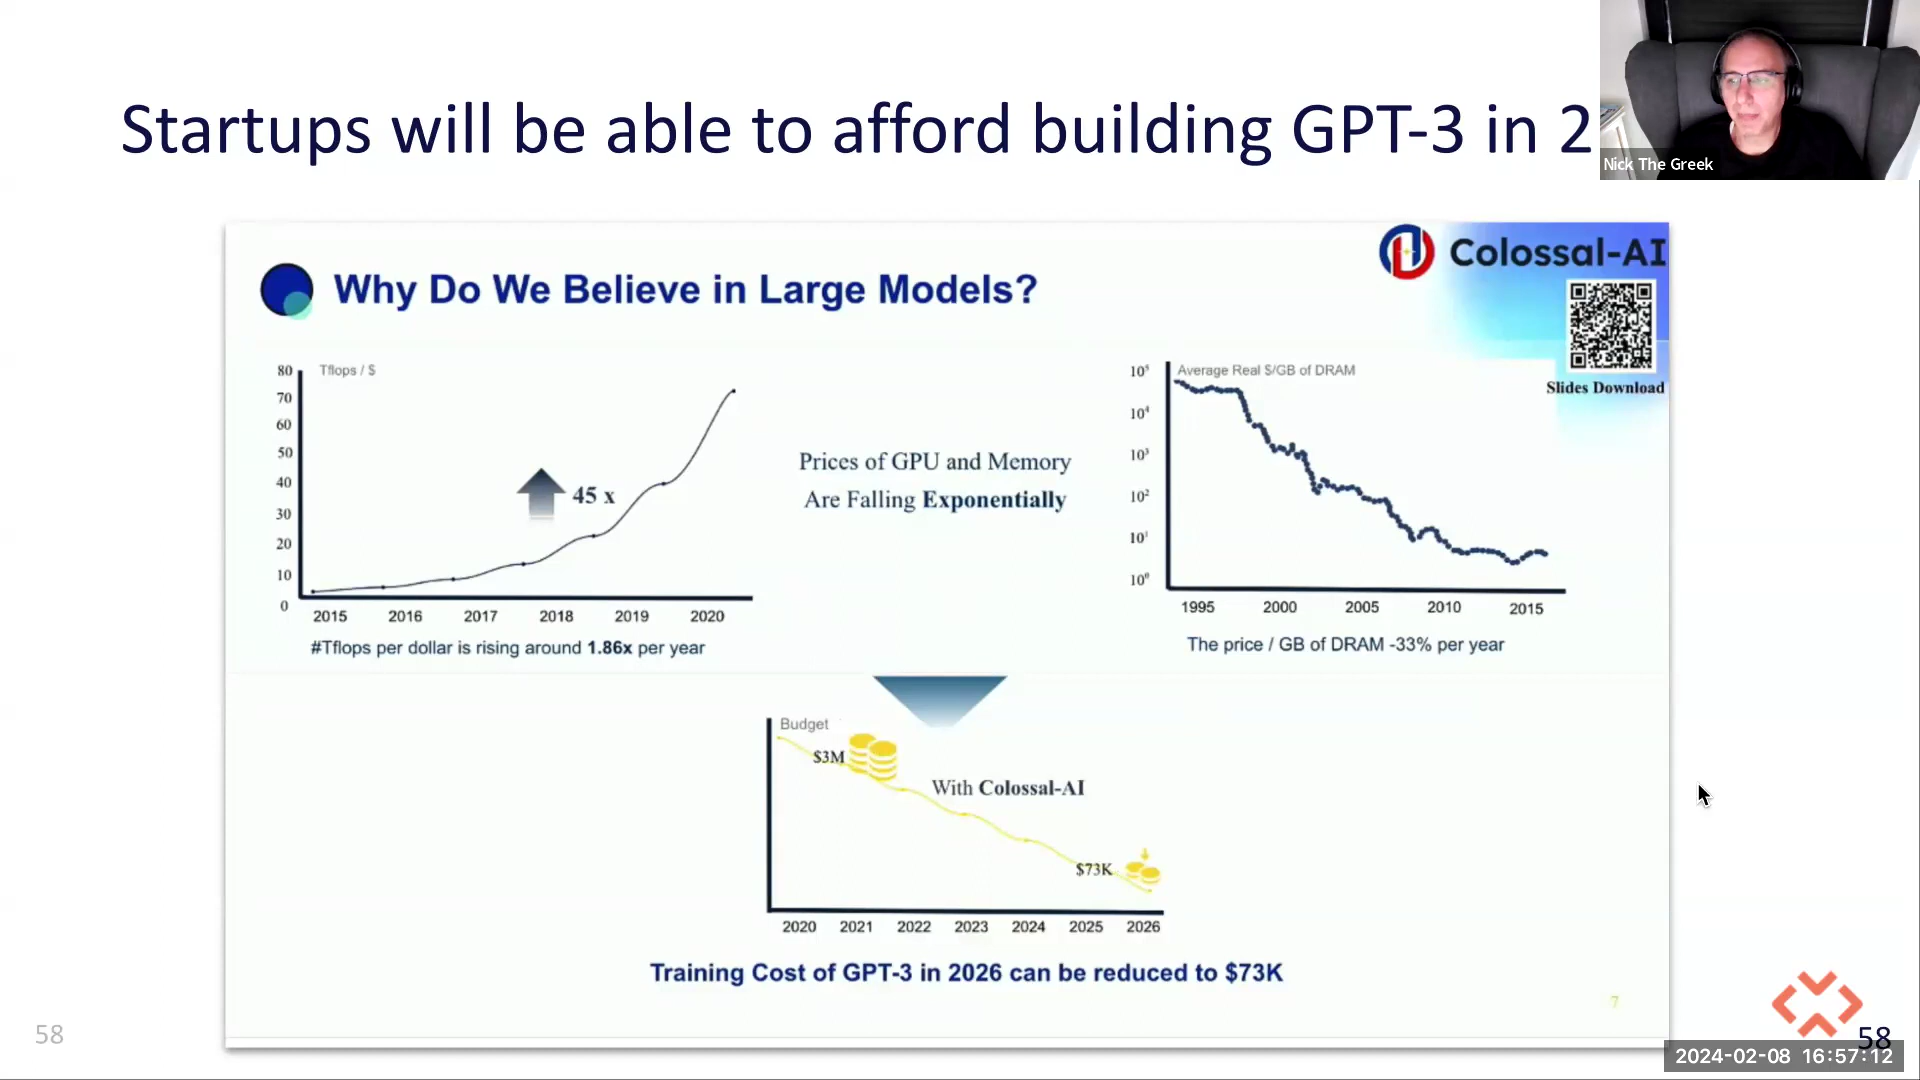 Startups will be able to afford building GPT-3 in 2
Nick The Greek
Colossal-AI
Why Do We Believe in Large Models?
Slides Download
Tflops / $
80
70
60
50
40
30
20
10
0
45 x
2015 2016 2017 2018 2019 2020
#Tflops per dollar is rising around 1.86x per year
Prices of GPU and Memory
Are Falling Exponentially
Average Real $/GB of DRAM
10⁵
10⁴
10³
10²
10¹
10⁰
1995 2000 2005 2010 2015
The price / GB of DRAM -33% per year
Budget
$3M
With Colossal-AI
$73K
2020 2021 2022 2023 2024 2025 2026
Training Cost of GPT-3 in 2026 can be reduced to $73K
7
58
58
2024-02-08 16:57:12